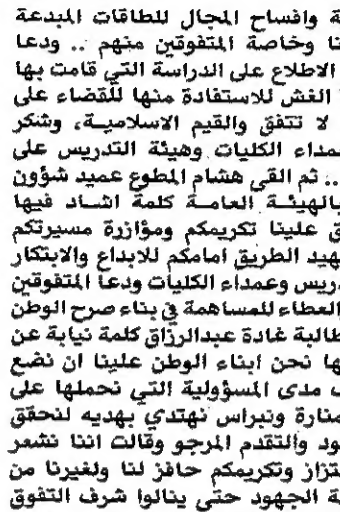 ة وافساح المجال للطاقات المبدعة
نا وخاصة المتفوقين منهم .. ودعا
الاطلاع على الدراسة التي قامت بها
الغش للاستفادة منها للقضاء على
لا تتفق والقيم الاسلامية، وشكر
عمداء الكليات وهيئة التدريس على
.. ثم القى هشام المطوع عميد شؤون
بالهيئة العامة كلمة اشاد فيها
ق علينا تكريمكم ومؤازرة مسيرتكم
هيد الطريق امامكم للابداع والابتكار
دريس وعمداء الكليات ودعا المتفوقين
العطاء للمساهمة في بناء صرح الوطن
طالبة غادة عبدالرزاق كلمة نيابة عن
ها نحن ابناء الوطن علينا ان نضع
ف مدى المسؤولية التي نحملها على
منارة ونبراس نهتدي بهديه لنحقق
ود والتقدم المرجو وقالت اننا نشعر
تزاز وتكريمكم حافز لنا ولغيرنا من
ة الجهود حتى ينالوا شرف التفوق